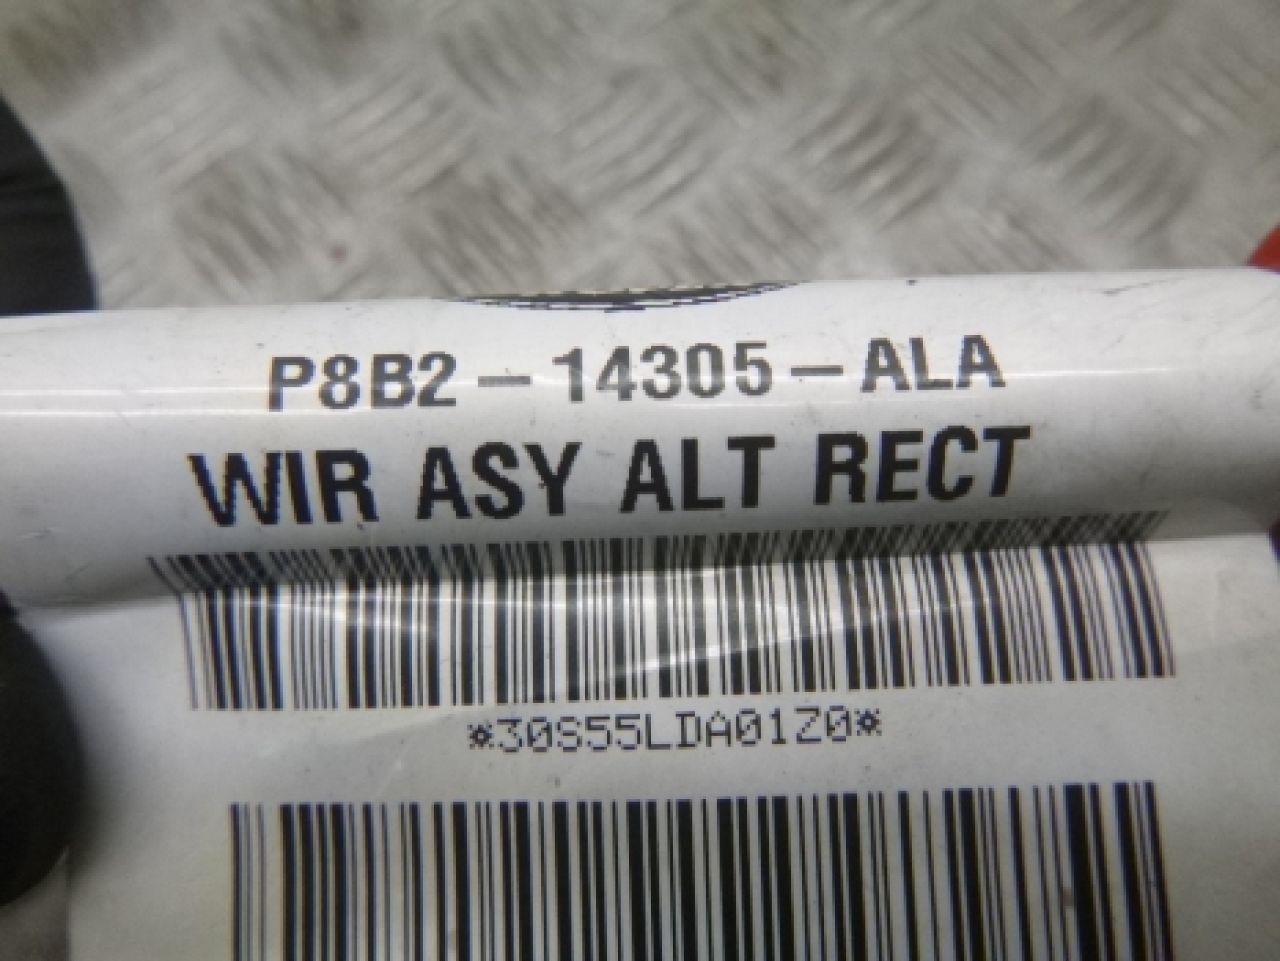 P8B2-14305-ALA
WIR ASY ALT RECT
*30S55LDA01Z0*